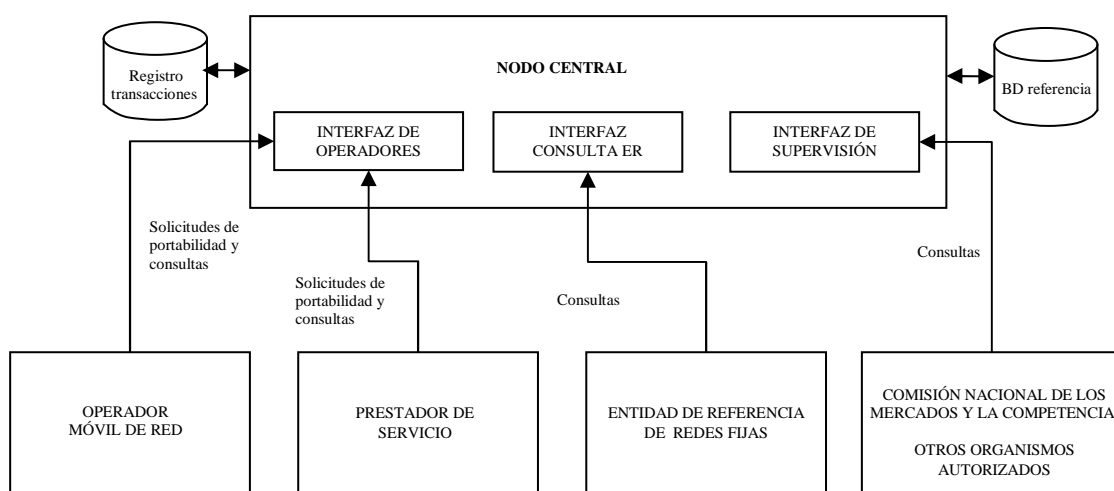 Registro
transacciones
NODO CENTRAL
BD referencia
INTERFAZ DE
OPERADORES
INTERFAZ
CONSULTA ER
INTERFAZ DE
SUPERVISIÓN
Solicitudes de
portabilidad y
consultas
Solicitudes de
portabilidad y
consultas
Consultas
Consultas
OPERADOR
MÓVIL DE RED
PRESTADOR DE
SERVICIO
ENTIDAD DE REFERENCIA
DE REDES FIJAS
COMISIÓN NACIONAL DE LOS
MERCADOS Y LA COMPETENCIA
OTROS ORGANISMOS
AUTORIZADOS